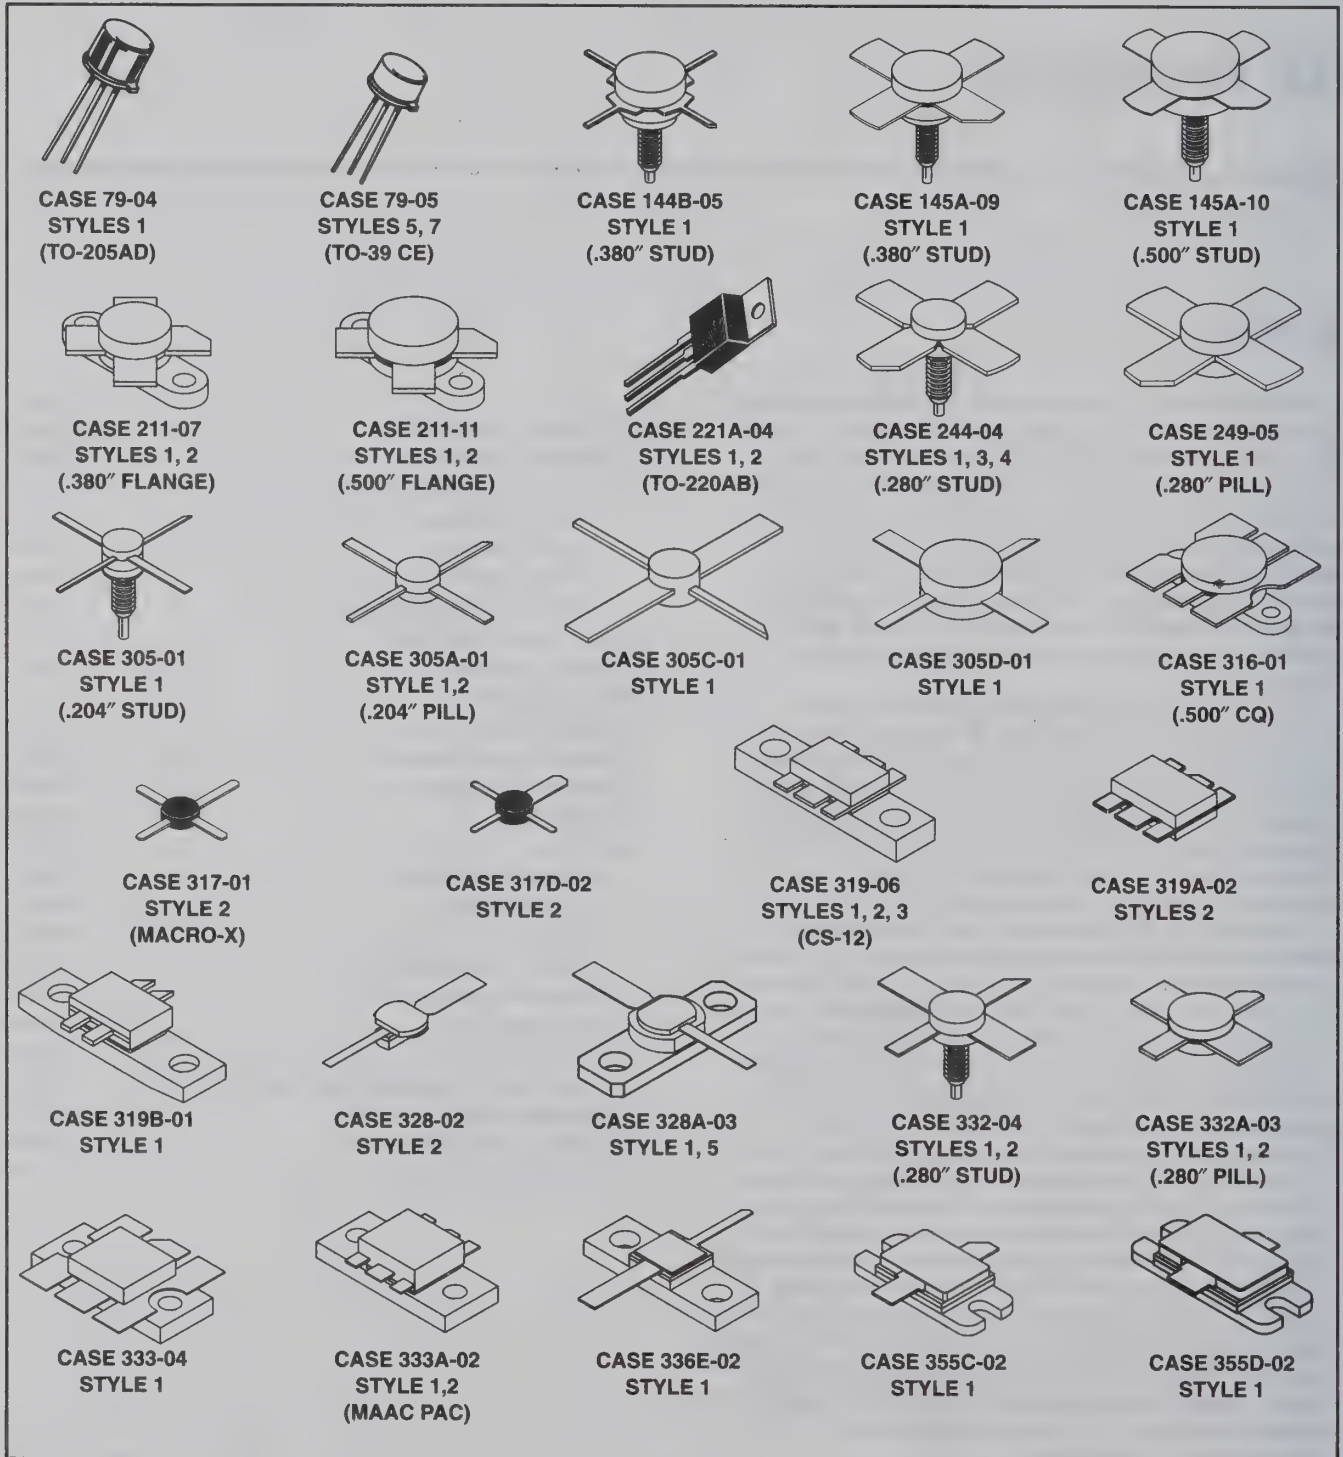 CASE 79-04
STYLES 1
(TO-205AD)
CASE 79-05
STYLES 5, 7
(TO-39 CE)
CASE 144B-05
STYLE 1
(.380″ STUD)
CASE 145A-09
STYLE 1
(.380″ STUD)
CASE 145A-10
STYLE 1
(.500″ STUD)
CASE 211-07
STYLES 1, 2
(.380″ FLANGE)
CASE 211-11
STYLES 1, 2
(.500″ FLANGE)
CASE 221A-04
STYLES 1, 2
(TO-220AB)
CASE 244-04
STYLES 1, 3, 4
(.280″ STUD)
CASE 249-05
STYLE 1
(.280″ PILL)
CASE 305-01
STYLE 1
(.204″ STUD)
CASE 305A-01
STYLE 1,2
(.204″ PILL)
CASE 305C-01
STYLE 1
CASE 305D-01
STYLE 1
CASE 316-01
STYLE 1
(.500″ CQ)
CASE 317-01
STYLE 2
(MACRO-X)
CASE 317D-02
STYLE 2
CASE 319-06
STYLES 1, 2, 3
(CS-12)
CASE 319A-02
STYLES 2
CASE 319B-01
STYLE 1
CASE 328-02
STYLE 2
CASE 328A-03
STYLE 1, 5
CASE 332-04
STYLES 1, 2
(.280″ STUD)
CASE 332A-03
STYLES 1, 2
(.280″ PILL)
CASE 333-04
STYLE 1
CASE 333A-02
STYLE 1,2
(MAAC PAC)
CASE 336E-02
STYLE 1
CASE 355C-02
STYLE 1
CASE 355D-02
STYLE 1